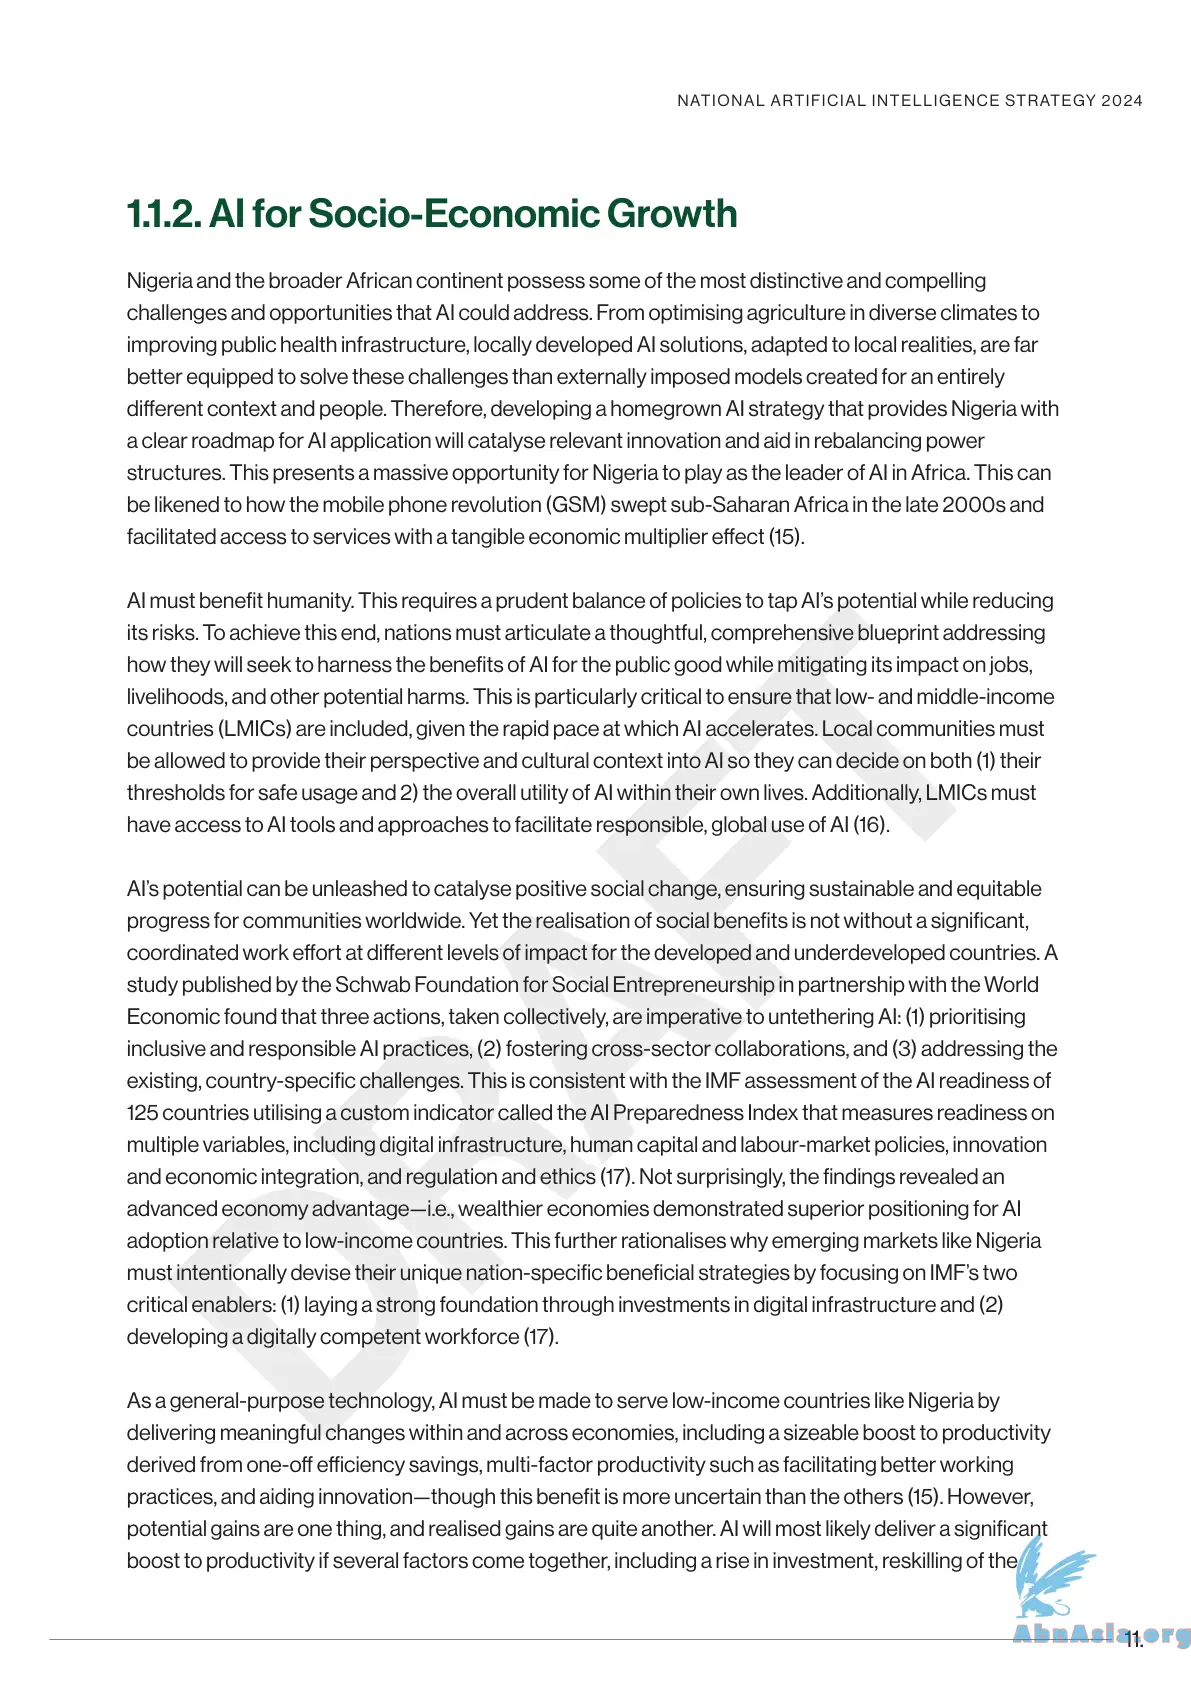 NATIONAL ARTIFICIAL INTELLIGENCE STRATEGY 2024
1.1.2. AI for Socio-Economic Growth
Nigeria and the broader African continent possess some of the most distinctive and compelling
challenges and opportunities that AI could address. From optimising agriculture in diverse climates to
improving public health infrastructure, locally developed AI solutions, adapted to local realities, are far
better equipped to solve these challenges than externally imposed models created for an entirely
different context and people. Therefore, developing a homegrown AI strategy that provides Nigeria with
a clear roadmap for AI application will catalyse relevant innovation and aid in rebalancing power
structures. This presents a massive opportunity for Nigeria to play as the leader of AI in Africa. This can
be likened to how the mobile phone revolution (GSM) swept sub-Saharan Africa in the late 2000s and
facilitated access to services with a tangible economic multiplier effect (15).
AI must benefit humanity. This requires a prudent balance of policies to tap AI's potential while reducing
its risks. To achieve this end, nations must articulate a thoughtful, comprehensive blueprint addressing
how they will seek to harness the benefits of AI for the public good while mitigating its impact on jobs,
livelihoods, and other potential harms. This is particularly critical to ensure that low- and middle-income
countries (LMICs) are included, given the rapid pace at which AI accelerates. Local communities must
be allowed to provide their perspective and cultural context into AI so they can decide on both (1) their
thresholds for safe usage and 2) the overall utility of AI within their own lives. Additionally, LMICs must
have access to AI tools and approaches to facilitate responsible, global use of AI (16).
AI's potential can be unleashed to catalyse positive social change, ensuring sustainable and equitable
progress for communities worldwide. Yet the realisation of social benefits is not without a significant,
coordinated work effort at different levels of impact for the developed and underdeveloped countries. A
study published by the Schwab Foundation for Social Entrepreneurship in partnership with the World
Economic found that three actions, taken collectively, are imperative to untethering AI: (1) prioritising
inclusive and responsible AI practices, (2) fostering cross-sector collaborations, and (3) addressing the
existing, country-specific challenges. This is consistent with the IMF assessment of the AI readiness of
125 countries utilising a custom indicator called the AI Preparedness Index that measures readiness on
multiple variables, including digital infrastructure, human capital and labour-market policies, innovation
and economic integration, and regulation and ethics (17). Not surprisingly, the findings revealed an
advanced economy advantage—i.e., wealthier economies demonstrated superior positioning for AI
adoption relative to low-income countries. This further rationalises why emerging markets like Nigeria
must intentionally devise their unique nation-specific beneficial strategies by focusing on IMF's two
critical enablers: (1) laying a strong foundation through investments in digital infrastructure and (2)
developing a digitally competent workforce (17).
As a general-purpose technology, AI must be made to serve low-income countries like Nigeria by
delivering meaningful changes within and across economies, including a sizeable boost to productivity
derived from one-off efficiency savings, multi-factor productivity such as facilitating better working
practices, and aiding innovation—though this benefit is more uncertain than the others (15). However,
potential gains are one thing, and realised gains are quite another. AI will most likely deliver a significant
boost to productivity if several factors come together, including a rise in investment, reskilling of the
DRAFT
AbnAsia.org
11.